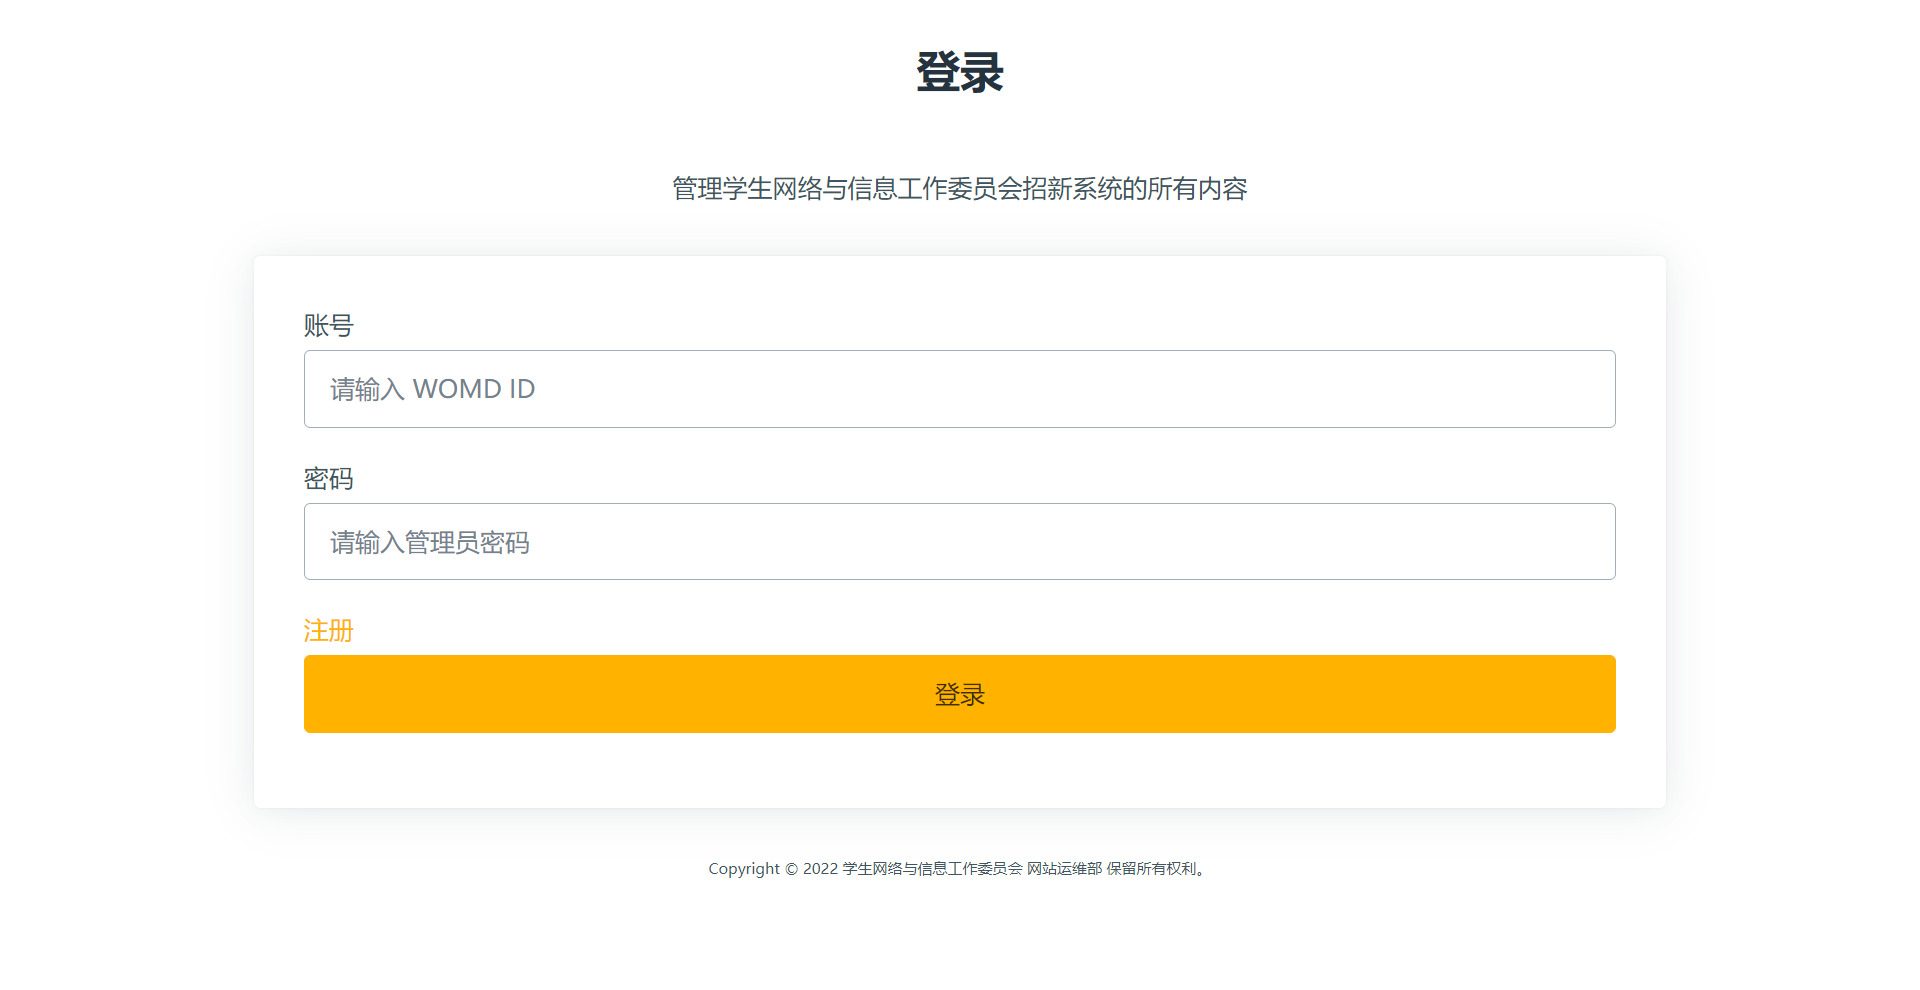 登录
管理学生网络与信息工作委员会招新系统的所有内容
账号
请输入 WOMD ID
密码
请输入管理员密码
注册
登录
Copyright © 2022 学生网络与信息工作委员会 网站运维部 保留所有权利。